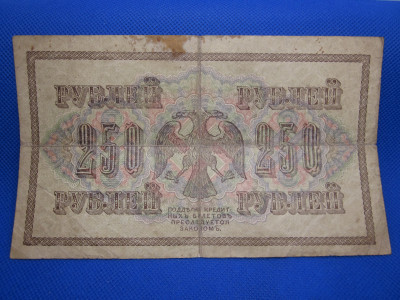 РУБЛЕЙ РУБЛЕЙ
250 250
РУБЛЕЙ РУБЛЕЙ
ПОДДѢЛКА КРЕДИТ-
НЫХЪ БИЛЕТОВЪ
ПРЕСЛѢДУЕТСЯ
ЗАКОНОМЪ.